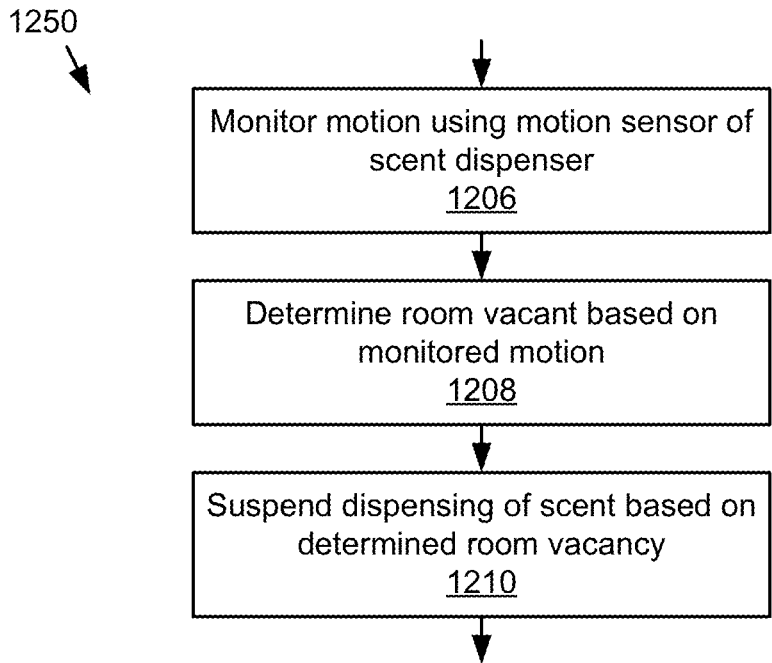 1250
Monitor motion using motion sensor of
scent dispenser
1206
Determine room vacant based on
monitored motion
1208
Suspend dispensing of scent based on
determined room vacancy
1210